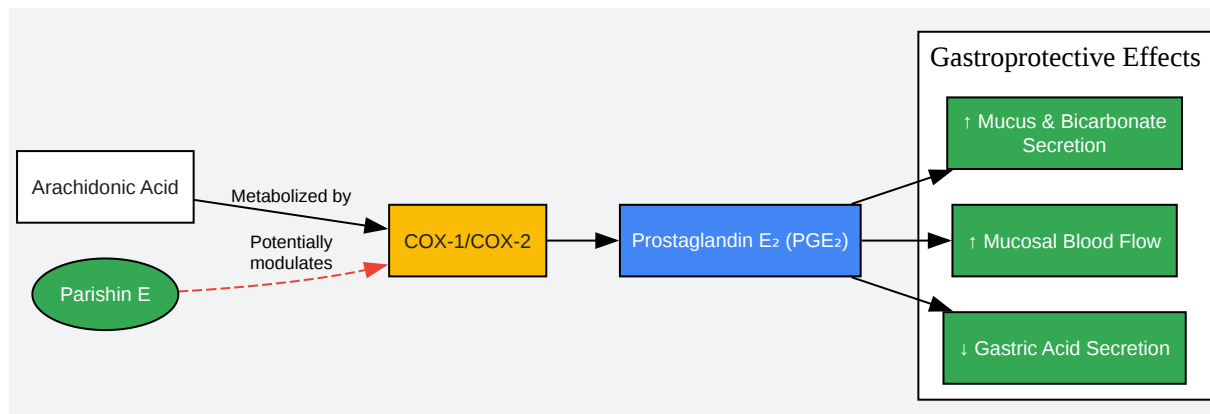 Gastroprotective Effects
↑ Mucus & Bicarbonate
Secretion
Arachidonic Acid
Metabolized by
COX-1/COX-2
Prostaglandin E₂ (PGE₂)
↑ Mucosal Blood Flow
Potentially
modulates
Parishin E
↓ Gastric Acid Secretion